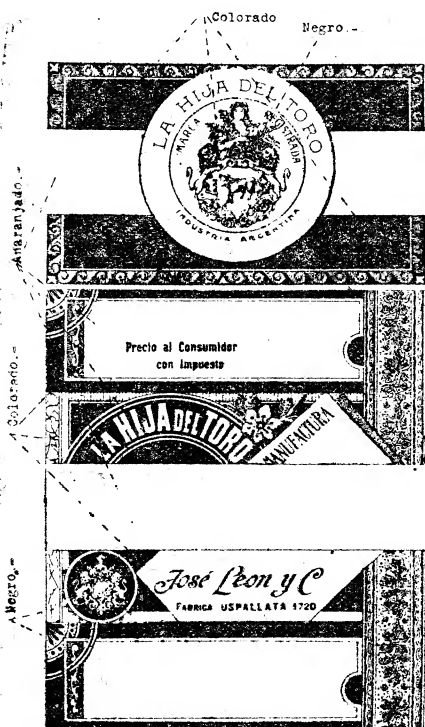 Colorado
Negro.-
LA HIJA DEL TORO
MARCA REGISTRADA
INDUSTRIA ARGENTINA
Anaranjado.-
Precio al Consumidor
con Impuesto
Colorado.-
LA HIJA DEL TORO
MANUFACTURA
José León y C
FABRICA USPALLATA 1720
Negro.-